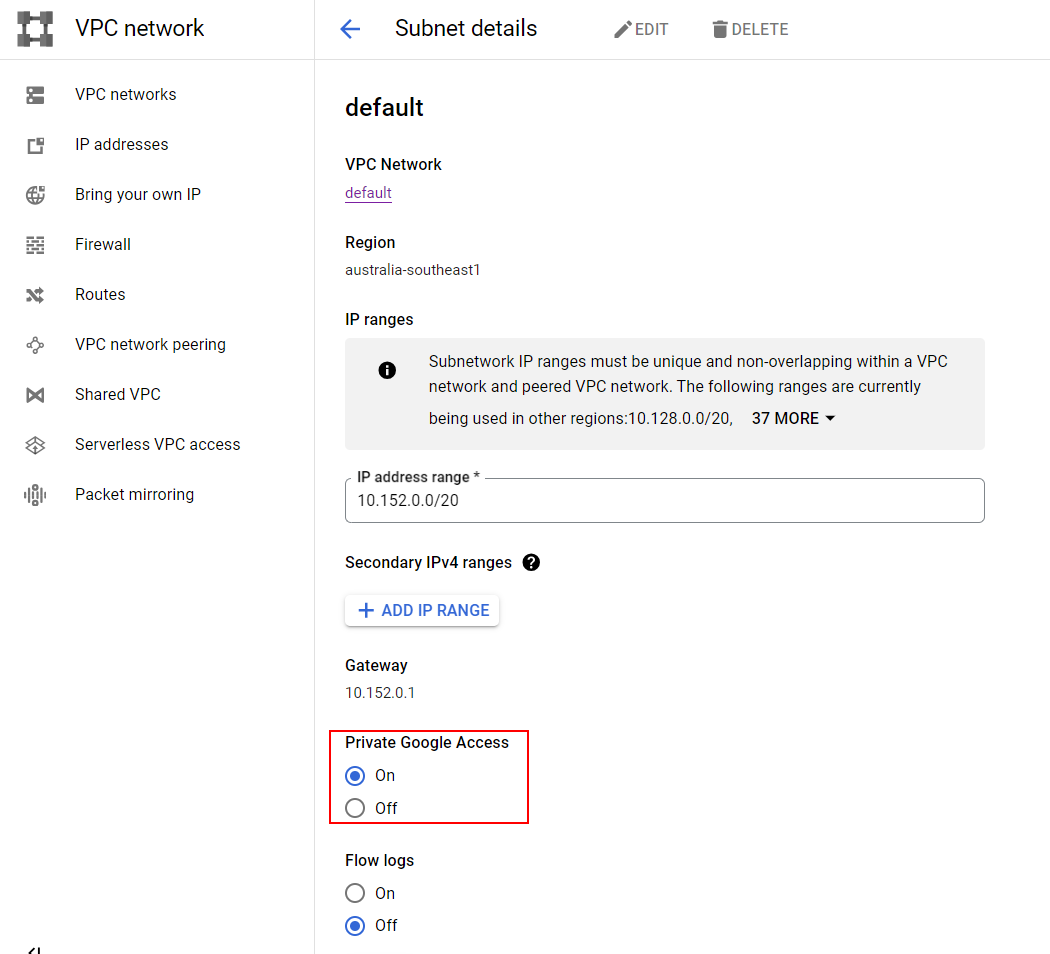 VPC network
Subnet details
EDIT
DELETE
VPC networks
IP addresses
Bring your own IP
Firewall
Routes
VPC network peering
Shared VPC
Serverless VPC access
Packet mirroring
default
VPC Network
default
Region
australia-southeast1
IP ranges
Subnetwork IP ranges must be unique and non-overlapping within a VPC
network and peered VPC network. The following ranges are currently
being used in other regions:10.128.0.0/20, 37 MORE
IP address range *
10.152.0.0/20
Secondary IPv4 ranges
ADD IP RANGE
Gateway
10.152.0.1
Private Google Access
On
Off
Flow logs
On
Off